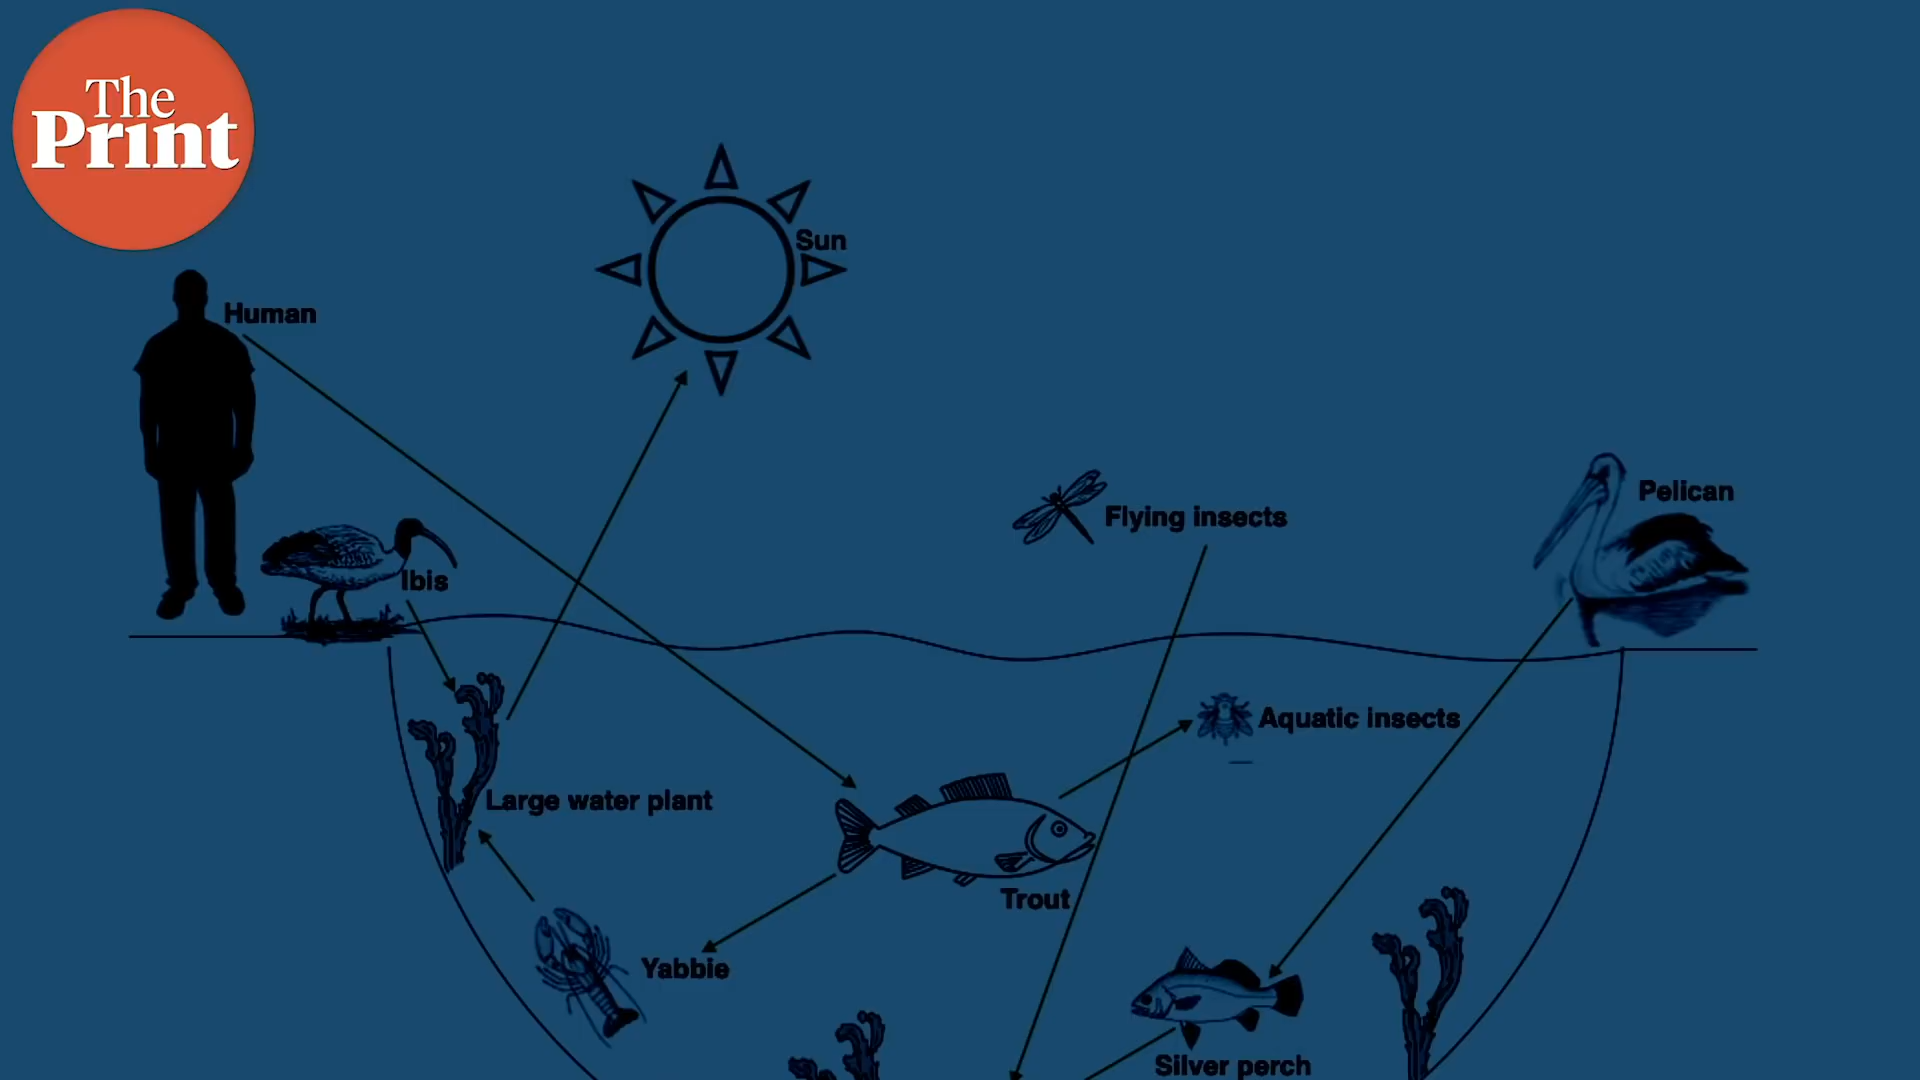 The
Print
Sun
Human
Pelican
Flying insects
Ibis
Aquatic insects
Large water plant
Trout
Yabbie
Silver perch